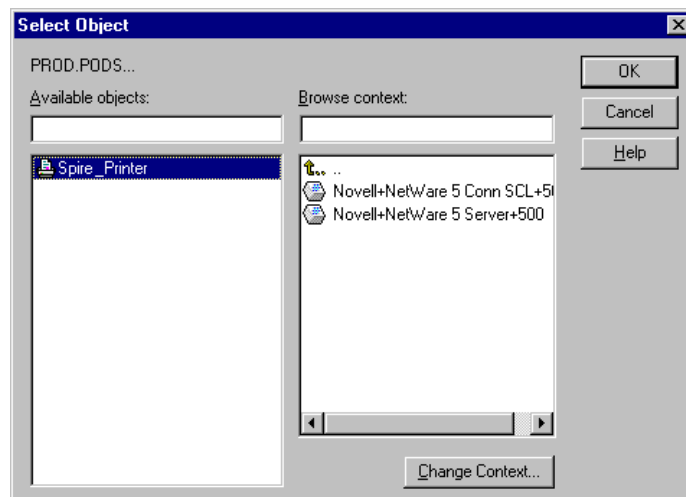 Select Object
PROD.PODS...
Available objects:
Browse context:
OK
Cancel
Help
Spire_Printer
..
Novell+NetWare 5 Conn SCL+50
Novell+NetWare 5 Server+500
Change Context...